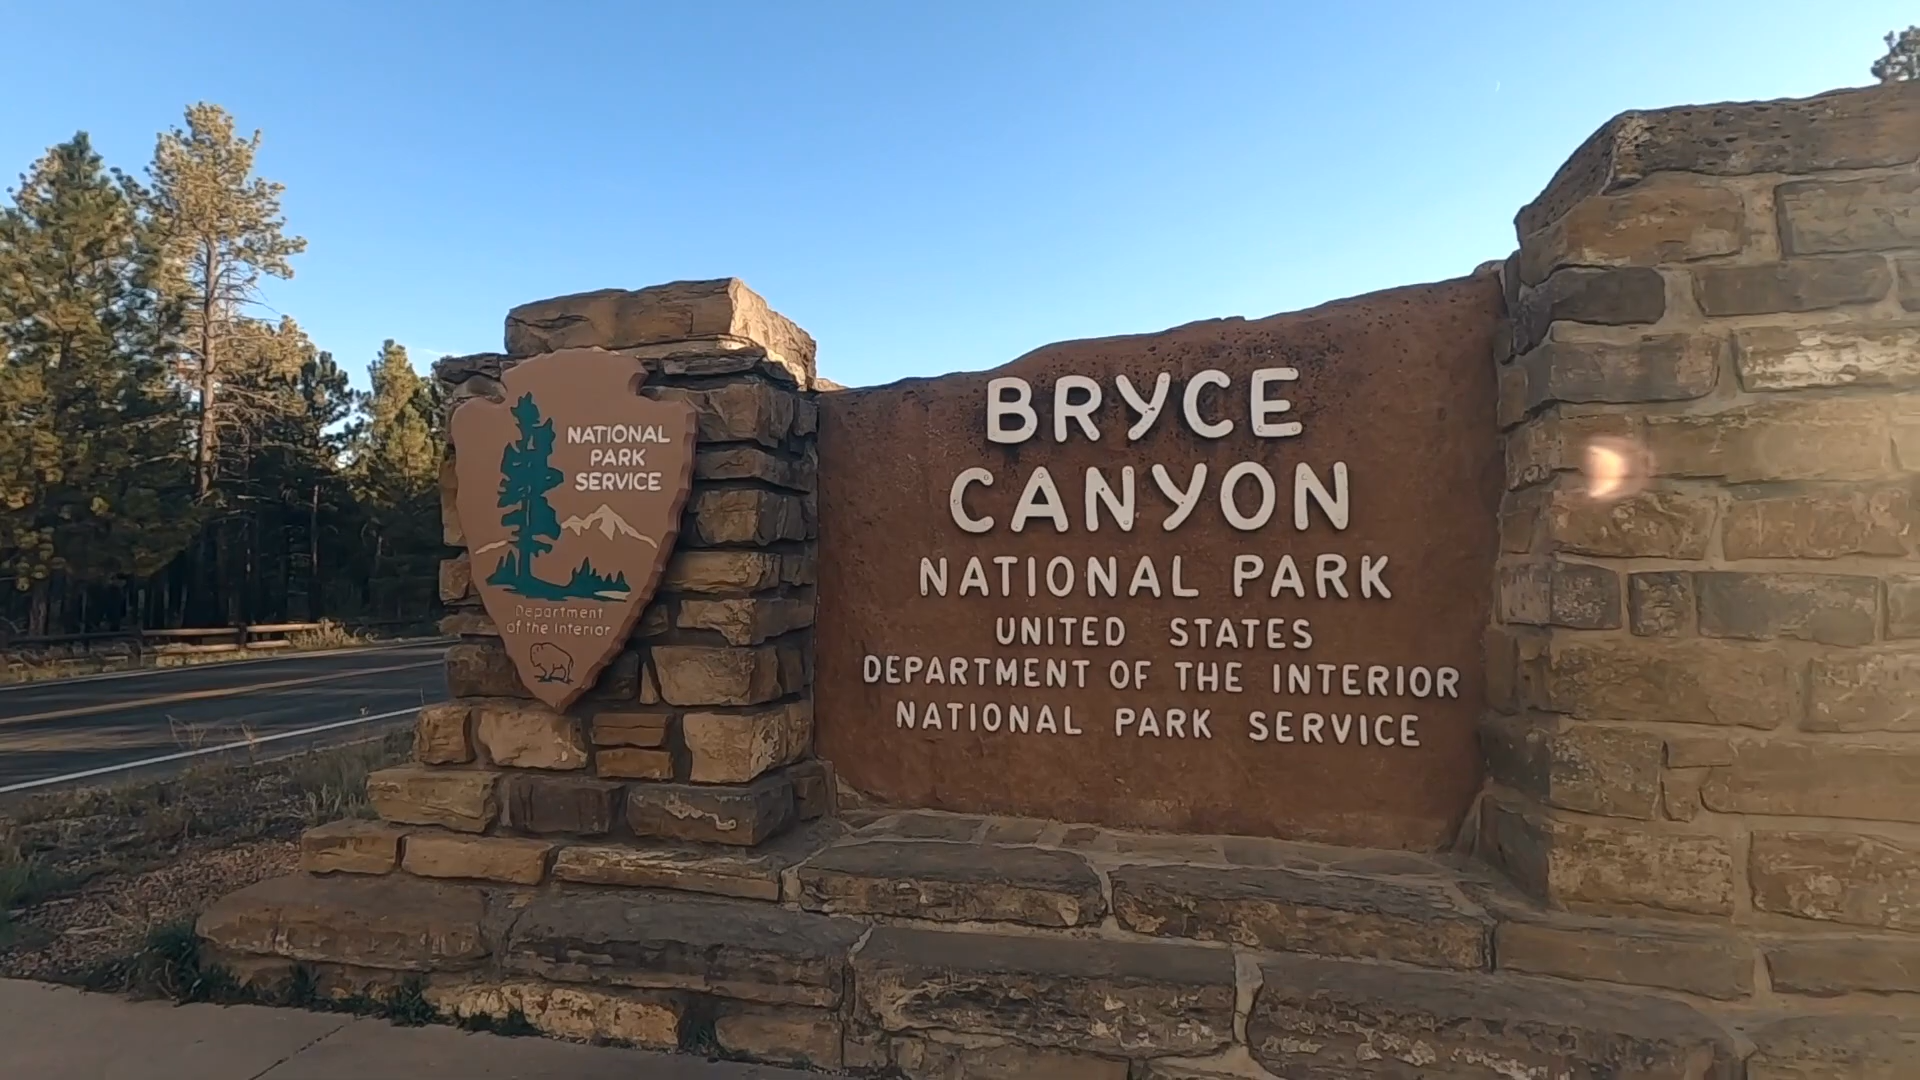 NATIONAL
PARK
SERVICE
Department
of the Interior
BRYCE
CANYON
NATIONAL PARK
UNITED STATES
DEPARTMENT OF THE INTERIOR
NATIONAL PARK SERVICE